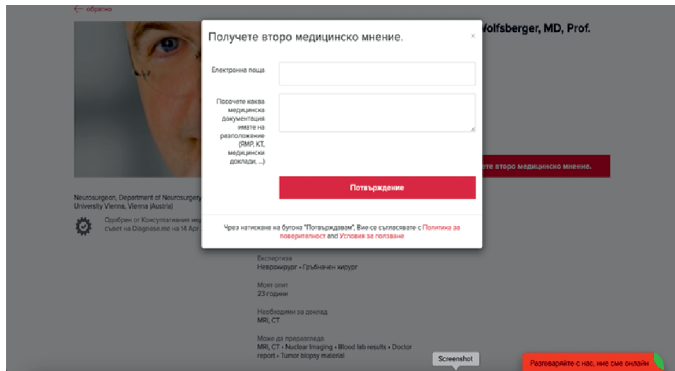 ← обратно
Wolfsberger, MD, Prof.
Получете второ медицинско мнение.
×
Електронна поща
Посочете каква
медицинска
документация
имате на
разположение
(ЯМР, КТ,
медицински
доклади, ...)
ете второ медицинско мнение.
Потвърждение
Neurosurgeon, Department of Neurosurgery
University Vienna, Vienna (Austria)
Одобрен от Консултативния
съвет на Diagnose.me на 14 Apr
Чрез натискане на бутона "Потвърждавам", Вие се съгласявате с Политика за
поверителност and Условия за ползване
Експертиза
Неврохирург • Гръбначен хирург
Моят опит
23 години
Необходими за доклад
MRI, CT
Може да преразгледа
MRI, CT • Nuclear Imaging • Blood lab results • Doctor
report • Tumor biopsy material
Screenshot
Разговаряйте с нас, ние сме онлайн